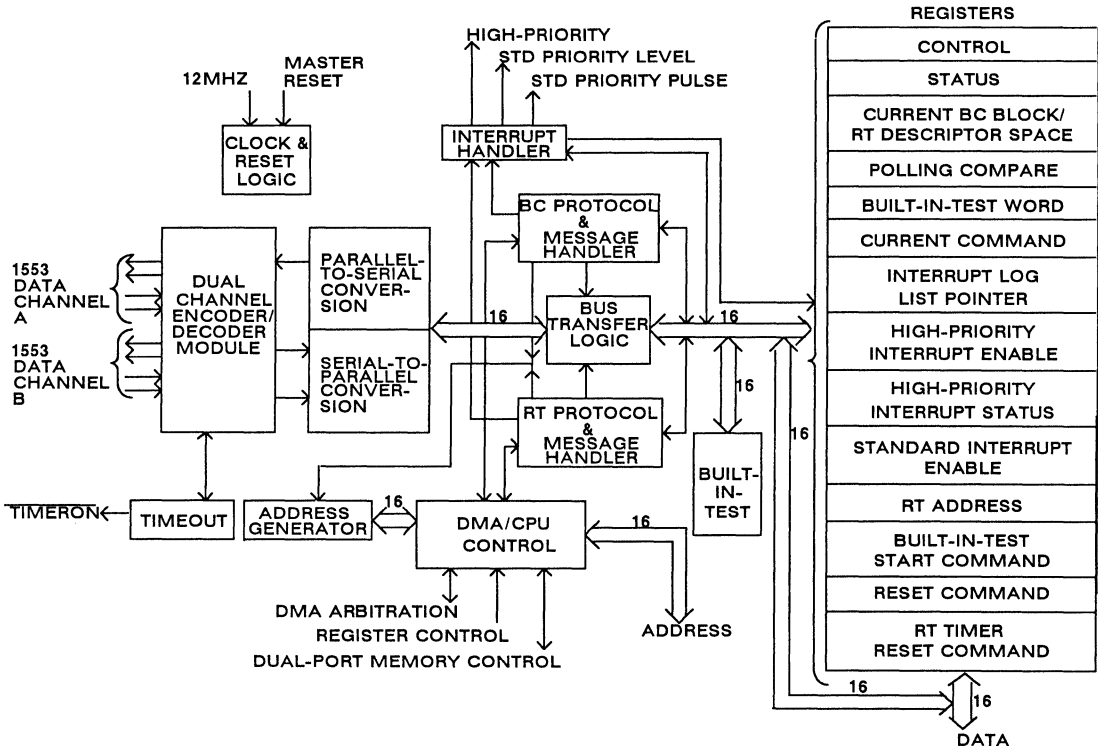 HIGH-PRIORITY
STD PRIORITY LEVEL
STD PRIORITY PULSE
12MHZ
MASTER
RESET
CLOCK &
RESET
LOGIC
INTERRUPT
HANDLER
BC PROTOCOL
&
MESSAGE
HANDLER
1553
DATA
CHANNEL
A
1553
DATA
CHANNEL
B
DUAL
CHANNEL
ENCODER/
DECODER
MODULE
PARALLEL-
TO-SERIAL
CONVER-
SION
SERIAL-TO-
PARALLEL
CONVER-
SION
16
BUS
TRANSFER
LOGIC
16
RT PROTOCOL
&
MESSAGE
HANDLER
16
BUILT-
IN-
TEST
16
TIMERON
TIMEOUT
ADDRESS
GENERATOR
16
DMA/CPU
CONTROL
16
DMA ARBITRATION
REGISTER CONTROL
DUAL-PORT MEMORY CONTROL
ADDRESS
REGISTERS
CONTROL
STATUS
CURRENT BC BLOCK/
RT DESCRIPTOR SPACE
POLLING COMPARE
BUILT-IN-TEST WORD
CURRENT COMMAND
INTERRUPT LOG
LIST POINTER
HIGH-PRIORITY
INTERRUPT ENABLE
HIGH-PRIORITY
INTERRUPT STATUS
STANDARD INTERRUPT
ENABLE
RT ADDRESS
BUILT-IN-TEST
START COMMAND
RESET COMMAND
RT TIMER
RESET COMMAND
16
16
DATA